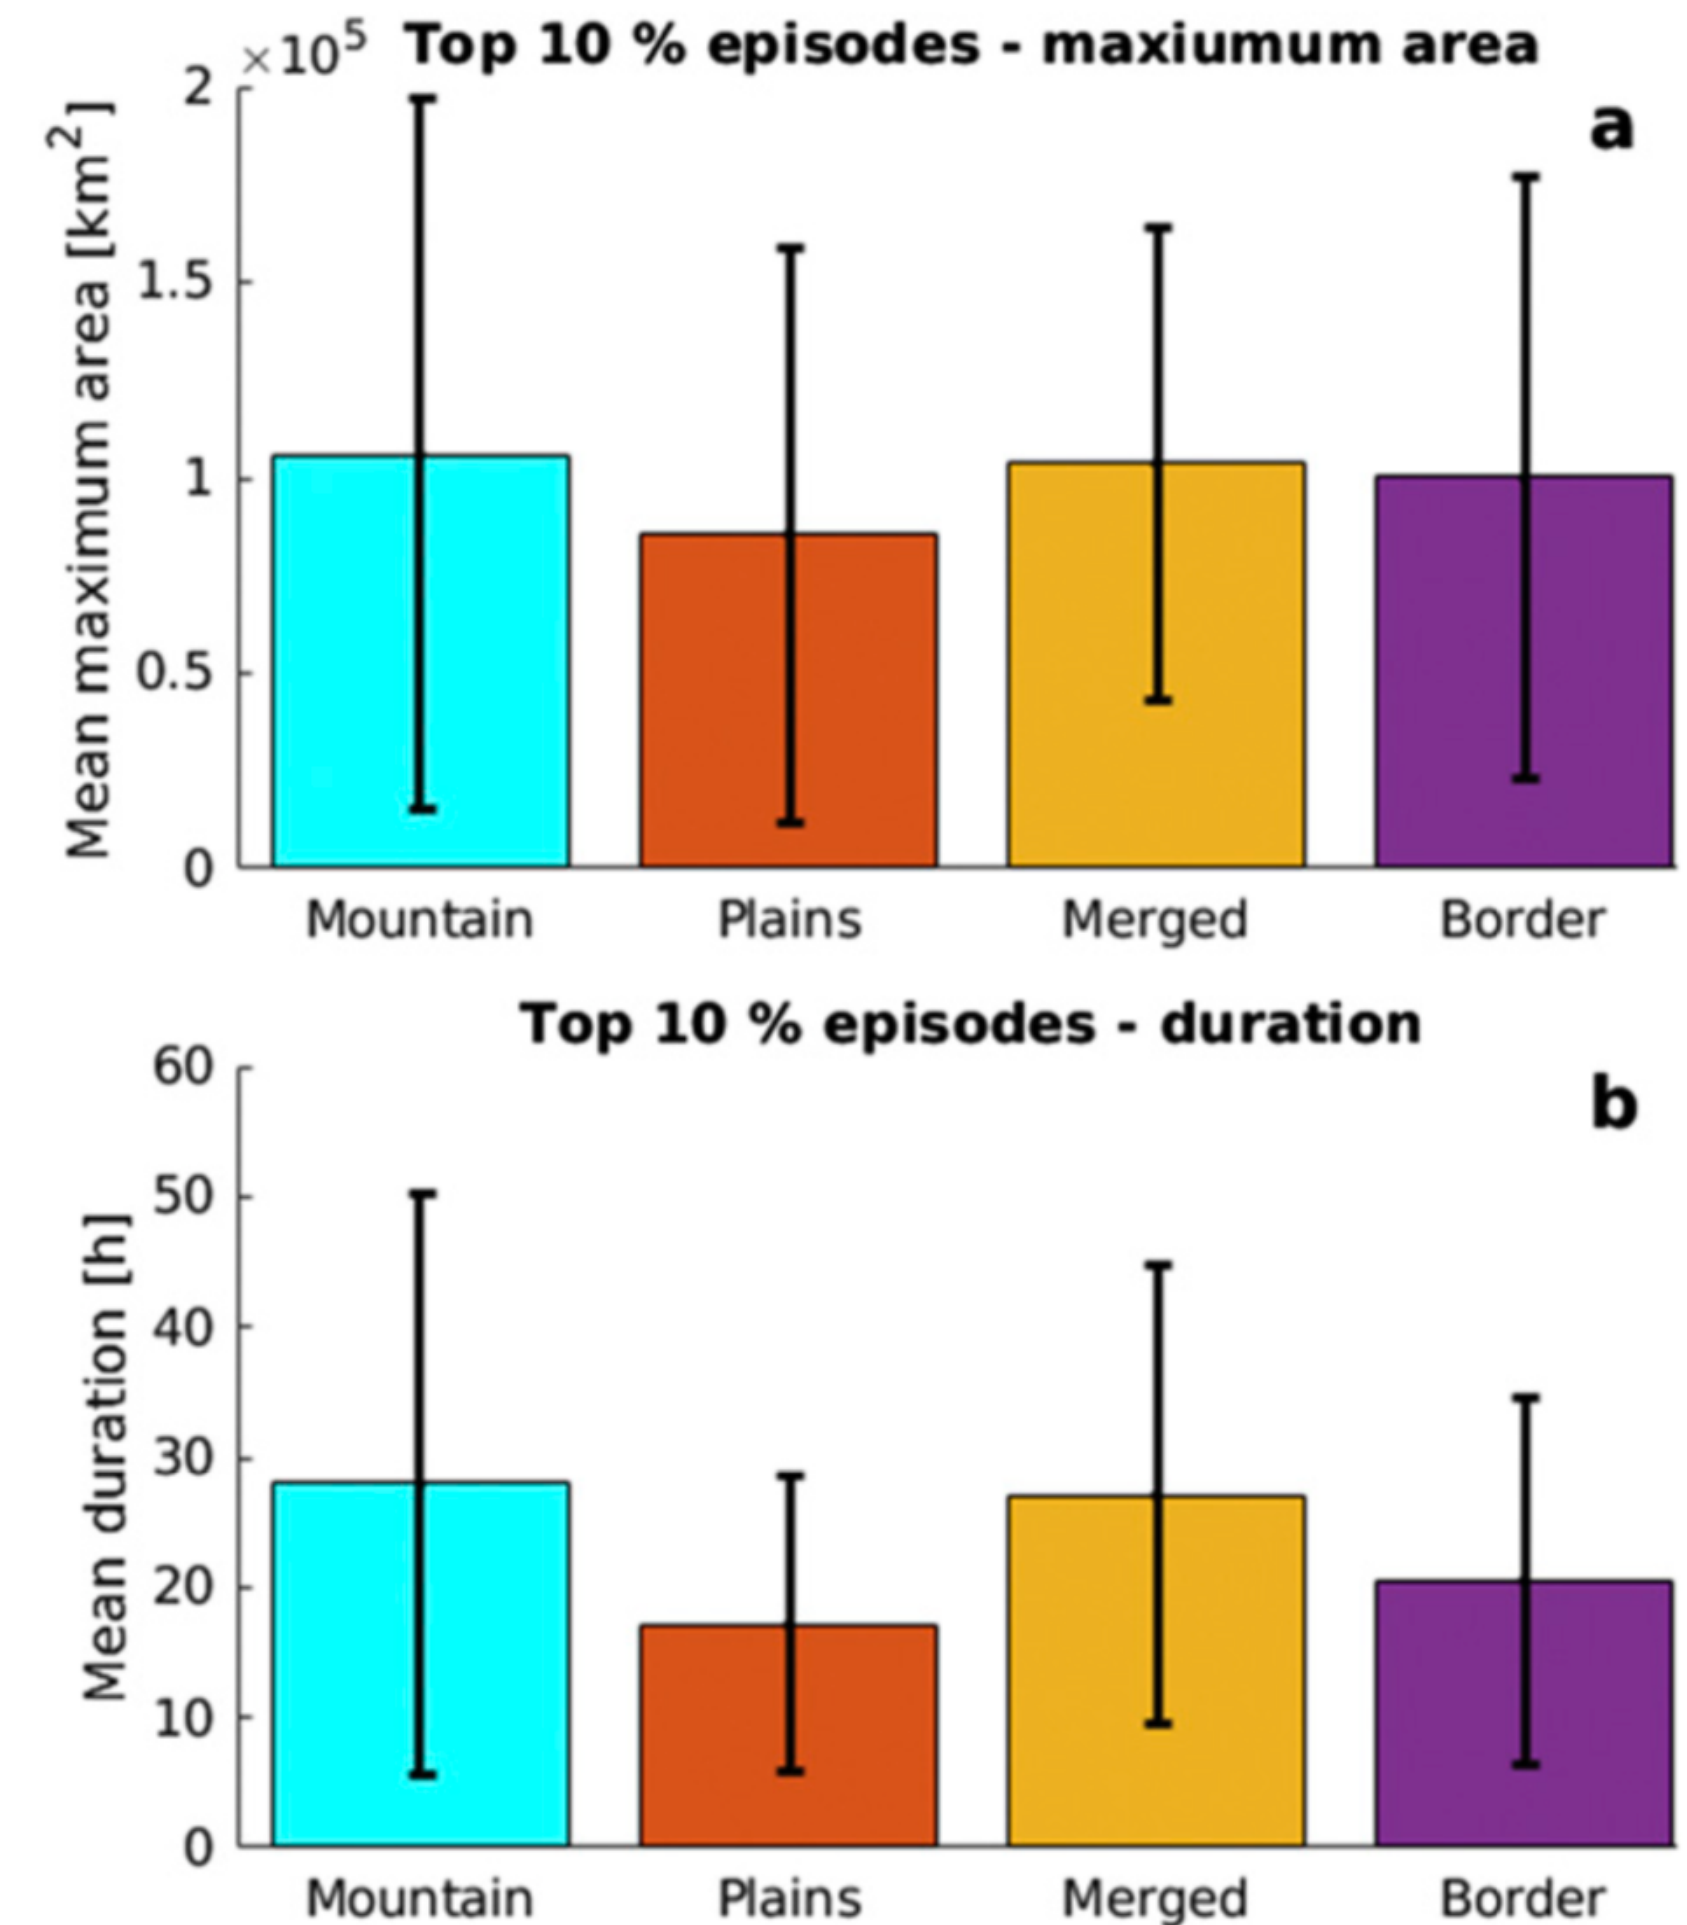 ×10⁵ Top 10 % episodes - maxiumum area
a
Mean maximum area [km²]
2
1.5
1
0.5
0
Mountain Plains Merged Border
Top 10 % episodes - duration
b
Mean duration [h]
60
50
40
30
20
10
0
Mountain Plains Merged Border